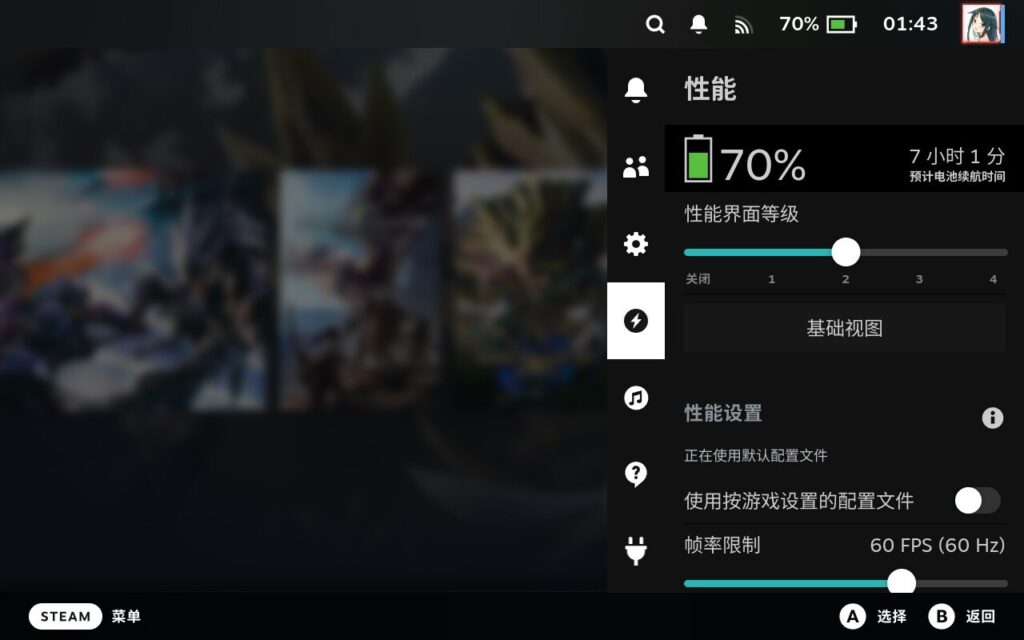 70% 01:43
性能
70%
7 小时 1 分
预计电池续航时间
性能界面等级
关闭 1 2 3 4
基础视图
性能设置
正在使用默认配置文件
使用按游戏设置的配置文件
帧率限制 60 FPS (60 Hz)
STEAM 菜单 A 选择 B 返回